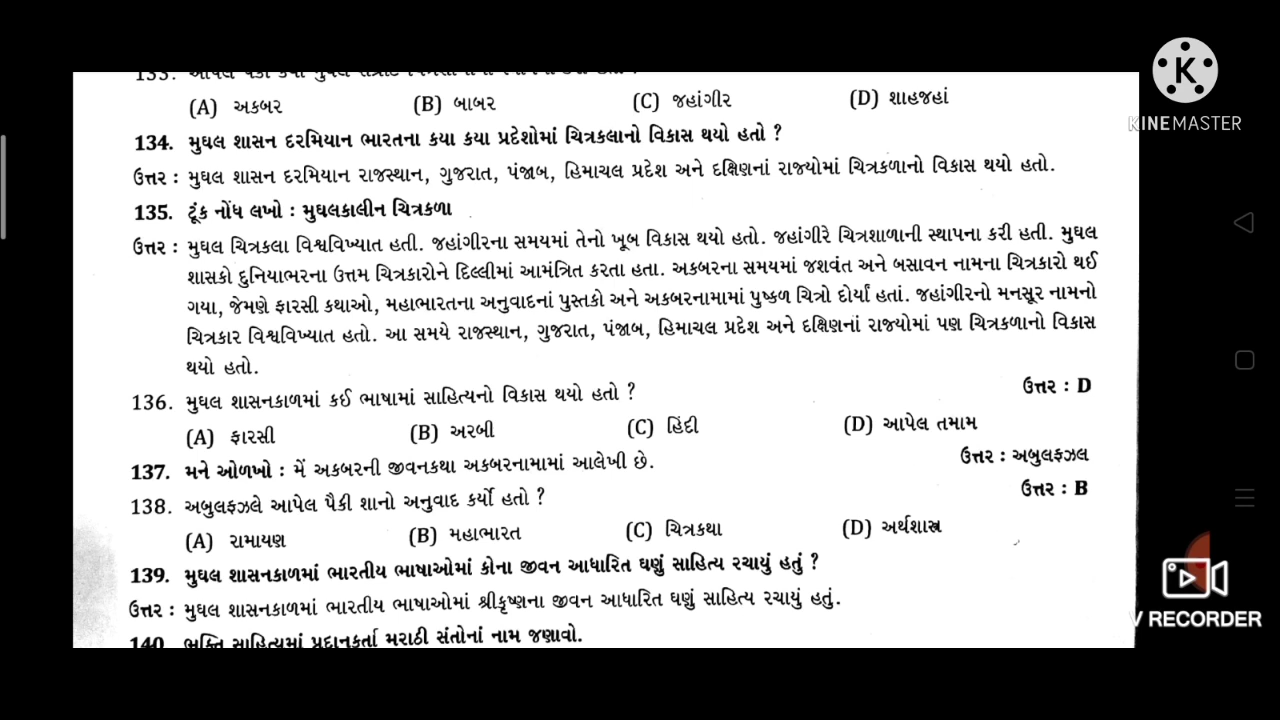 133. આપેલ પૈકી કયા મુઘલ
(A) અકબર (B) બાબર (C) જહાંગીર (D) શાહજહાં
134. મુઘલ શાસન દરમિયાન ભારતના કયા કયા પ્રદેશોમાં ચિત્રકલાનો વિકાસ થયો હતો ?
ઉત્તર : મુઘલ શાસન દરમિયાન રાજસ્થાન, ગુજરાત, પંજાબ, હિમાચલ પ્રદેશ અને દક્ષિણનાં રાજ્યોમાં ચિત્રકળાનો વિકાસ થયો હતો.
135. ટૂંક નોંધ લખો : મુઘલકાલીન ચિત્રકળા
ઉત્તર : મુઘલ ચિત્રકલા વિશ્વવિખ્યાત હતી. જહાંગીરના સમયમાં તેનો ખૂબ વિકાસ થયો હતો. જહાંગીરે ચિત્રશાળાની સ્થાપના કરી હતી. મુઘલ
શાસકો દુનિયાભરના ઉત્તમ ચિત્રકારોને દિલ્લીમાં આમંત્રિત કરતા હતા. અકબરના સમયમાં જશવંત અને બસાવન નામના ચિત્રકારો થઈ
ગયા, જેમણે ફારસી કથાઓ, મહાભારતના અનુવાદનાં પુસ્તકો અને અકબરનામામાં પુષ્કળ ચિત્રો દોર્યાં હતાં. જહાંગીરનો મનસૂર નામનો
ચિત્રકાર વિશ્વવિખ્યાત હતો. આ સમયે રાજસ્થાન, ગુજરાત, પંજાબ, હિમાચલ પ્રદેશ અને દક્ષિણનાં રાજ્યોમાં પણ ચિત્રકળાનો વિકાસ
થયો હતો.
136. મુઘલ શાસનકાળમાં કઈ ભાષામાં સાહિત્યનો વિકાસ થયો હતો ? ઉત્તર : D
(A) ફારસી (B) અરબી (C) હિંદી (D) આપેલ તમામ
137. મને ઓળખો : મેં અકબરની જીવનકથા અકબરનામામાં આલેખી છે. ઉત્તર : અબુલફઝલ
138. અબુલફઝલે આપેલ પૈકી શાનો અનુવાદ કર્યો હતો ? ઉત્તર : B
(A) રામાયણ (B) મહાભારત (C) ચિત્રકથા (D) અર્થશાસ્ત્ર
139. મુઘલ શાસનકાળમાં ભારતીય ભાષાઓમાં કોના જીવન આધારિત ઘણું સાહિત્ય રચાયું હતું ?
ઉત્તર : મુઘલ શાસનકાળમાં ભારતીય ભાષાઓમાં શ્રીકૃષ્ણના જીવન આધારિત ઘણું સાહિત્ય રચાયું હતું.
140. ભક્તિ સાહિત્યમાં પ્રદાનકર્તા મરાઠી સંતોનાં નામ જણાવો.
K
KINEMASTER
V RECORDER